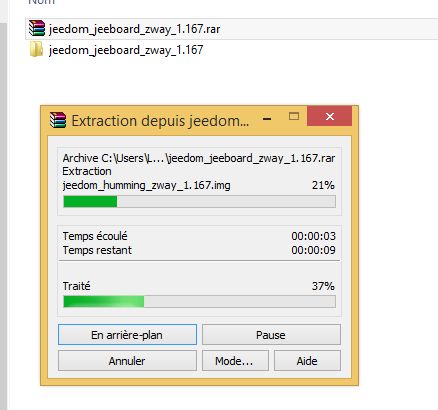 Nom
jeedom_jeeboard_zway_1.167.rar
jeedom_jeeboard_zway_1.167
Extraction depuis jeedom...
Archive C:\Users\L...\jeedom_jeeboard_zway_1.167.rar
Extraction
jeedom_humming_zway_1.167.img 21%
Temps écoulé 00:00:03
Temps restant 00:00:09
Traité 37%
En arrière-plan Pause
Annuler Mode... Aide